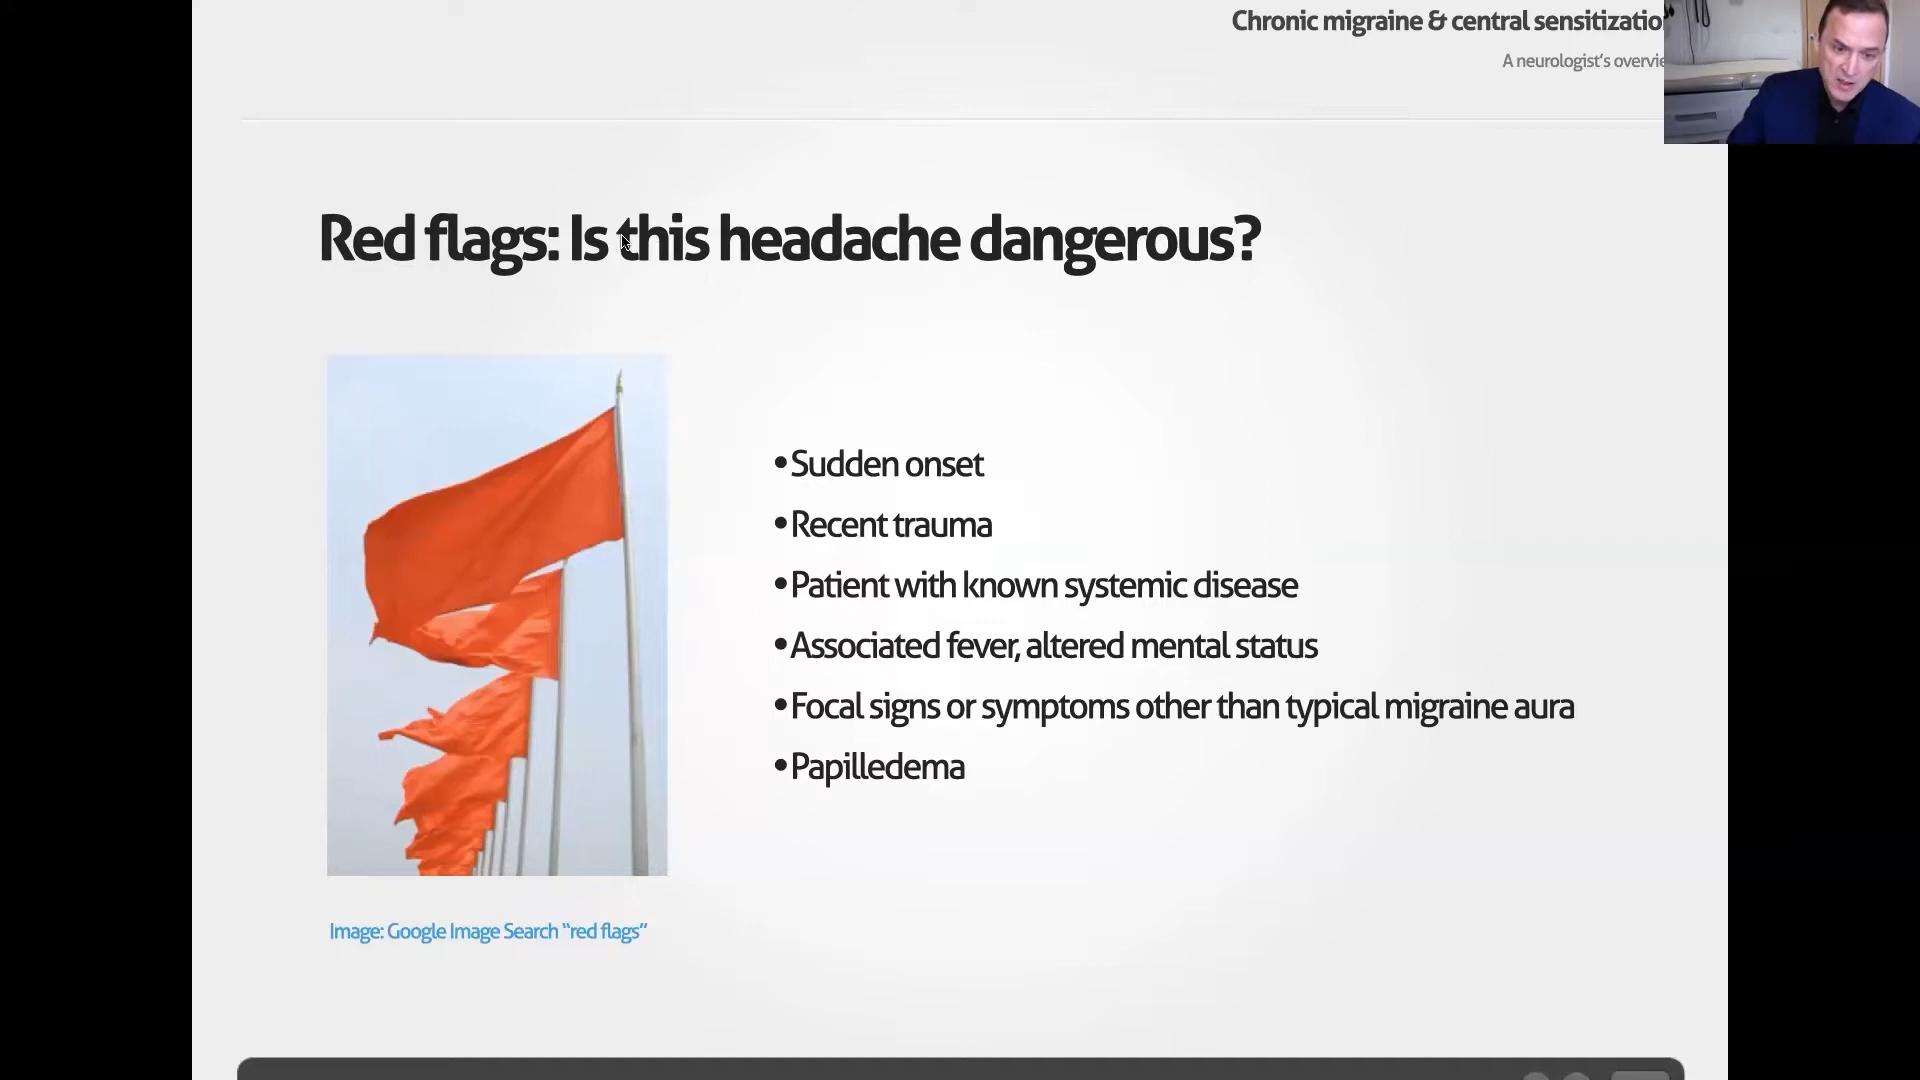 Chronic migraine & central sensitizatio
A neurologist's overvie
Red flags: Is this headache dangerous?
•Sudden onset
•Recent trauma
•Patient with known systemic disease
•Associated fever, altered mental status
•Focal signs or symptoms other than typical migraine aura
•Papilledema
Image: Google Image Search “red flags”